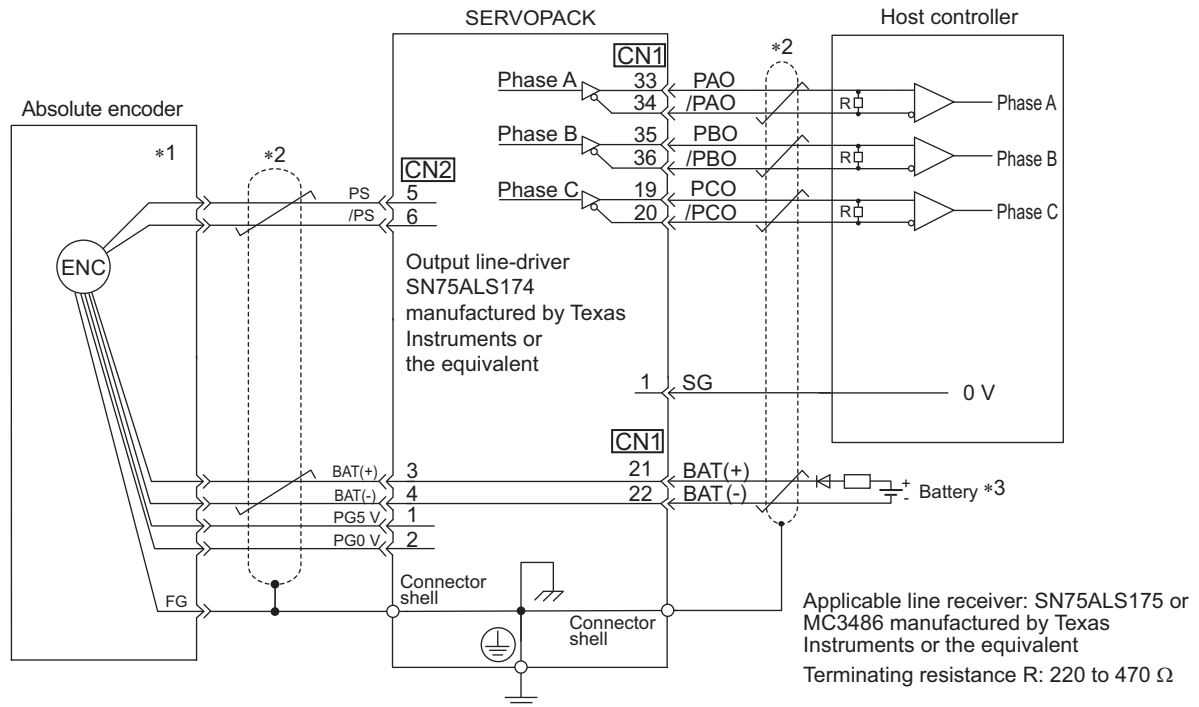 SERVOPACK
Host controller
Absolute encoder
*1
*2
CN2
PS
5
/PS
6
ENC
Output line-driver
SN75ALS174
manufactured by Texas
Instruments or
the equivalent
CN1
*2
Phase A
33
PAO
34
/PAO
R
Phase A
Phase B
35
PBO
36
/PBO
R
Phase B
Phase C
19
PCO
20
/PCO
R
Phase C
1
SG
0 V
CN1
BAT(+)
3
21
BAT(+)
BAT(-)
4
22
BAT(-)
+
-
Battery *3
PG5 V
1
PG0 V
2
FG
Connector
shell
Connector
shell
Applicable line receiver: SN75ALS175 or
MC3486 manufactured by Texas
Instruments or the equivalent
Terminating resistance R: 220 to 470 Ω